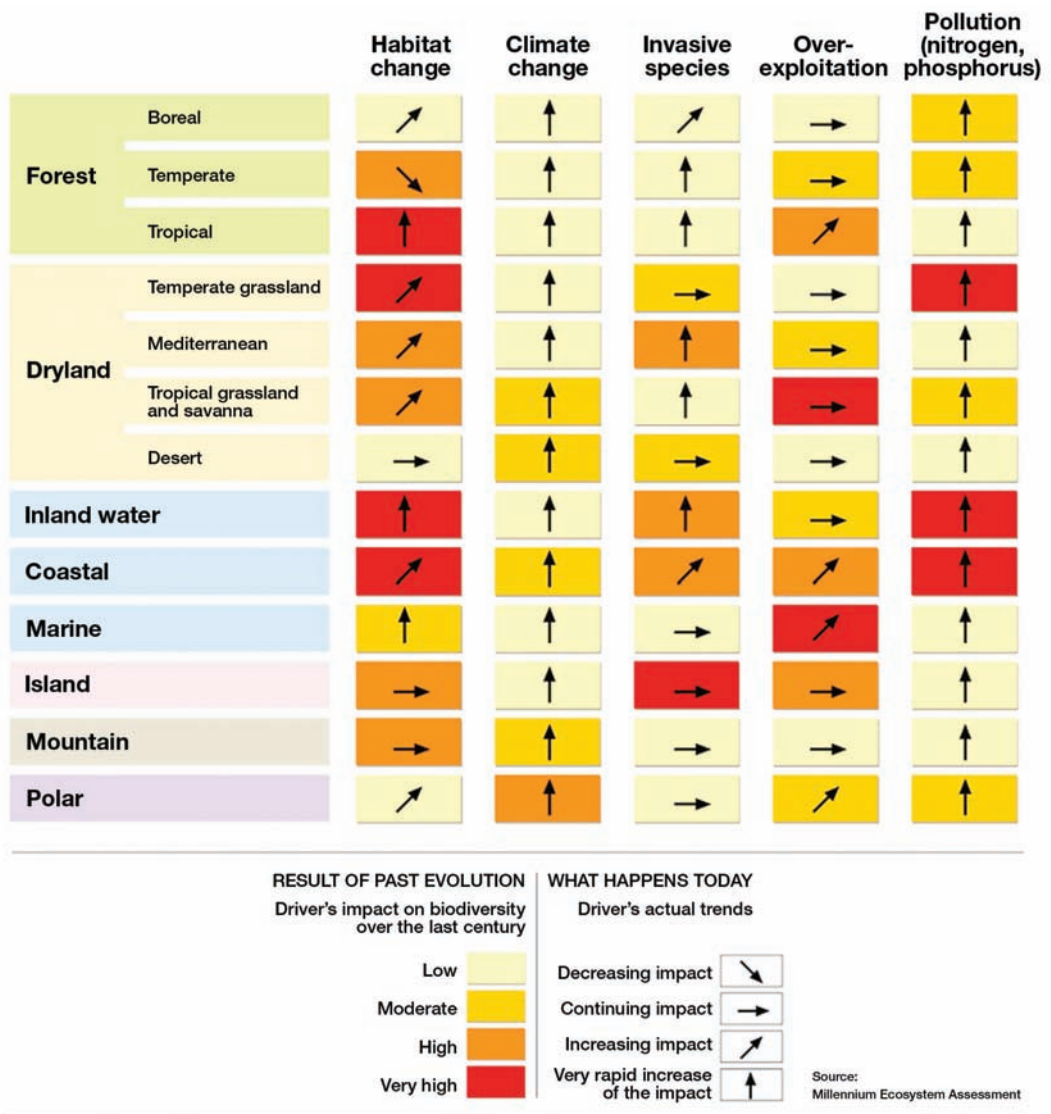 Habitat
change
Climate
change
Invasive
species
Over-
exploitation
Pollution
(nitrogen,
phosphorus)
Forest
Boreal
Temperate
Tropical
Dryland
Temperate grassland
Mediterranean
Tropical grassland
and savanna
Desert
Inland water
Coastal
Marine
Island
Mountain
Polar
RESULT OF PAST EVOLUTION
Driver's impact on biodiversity
over the last century
Low
Moderate
High
Very high
WHAT HAPPENS TODAY
Driver's actual trends
Decreasing impact
Continuing impact
Increasing impact
Very rapid increase
of the impact
Source:
Millennium Ecosystem Assessment